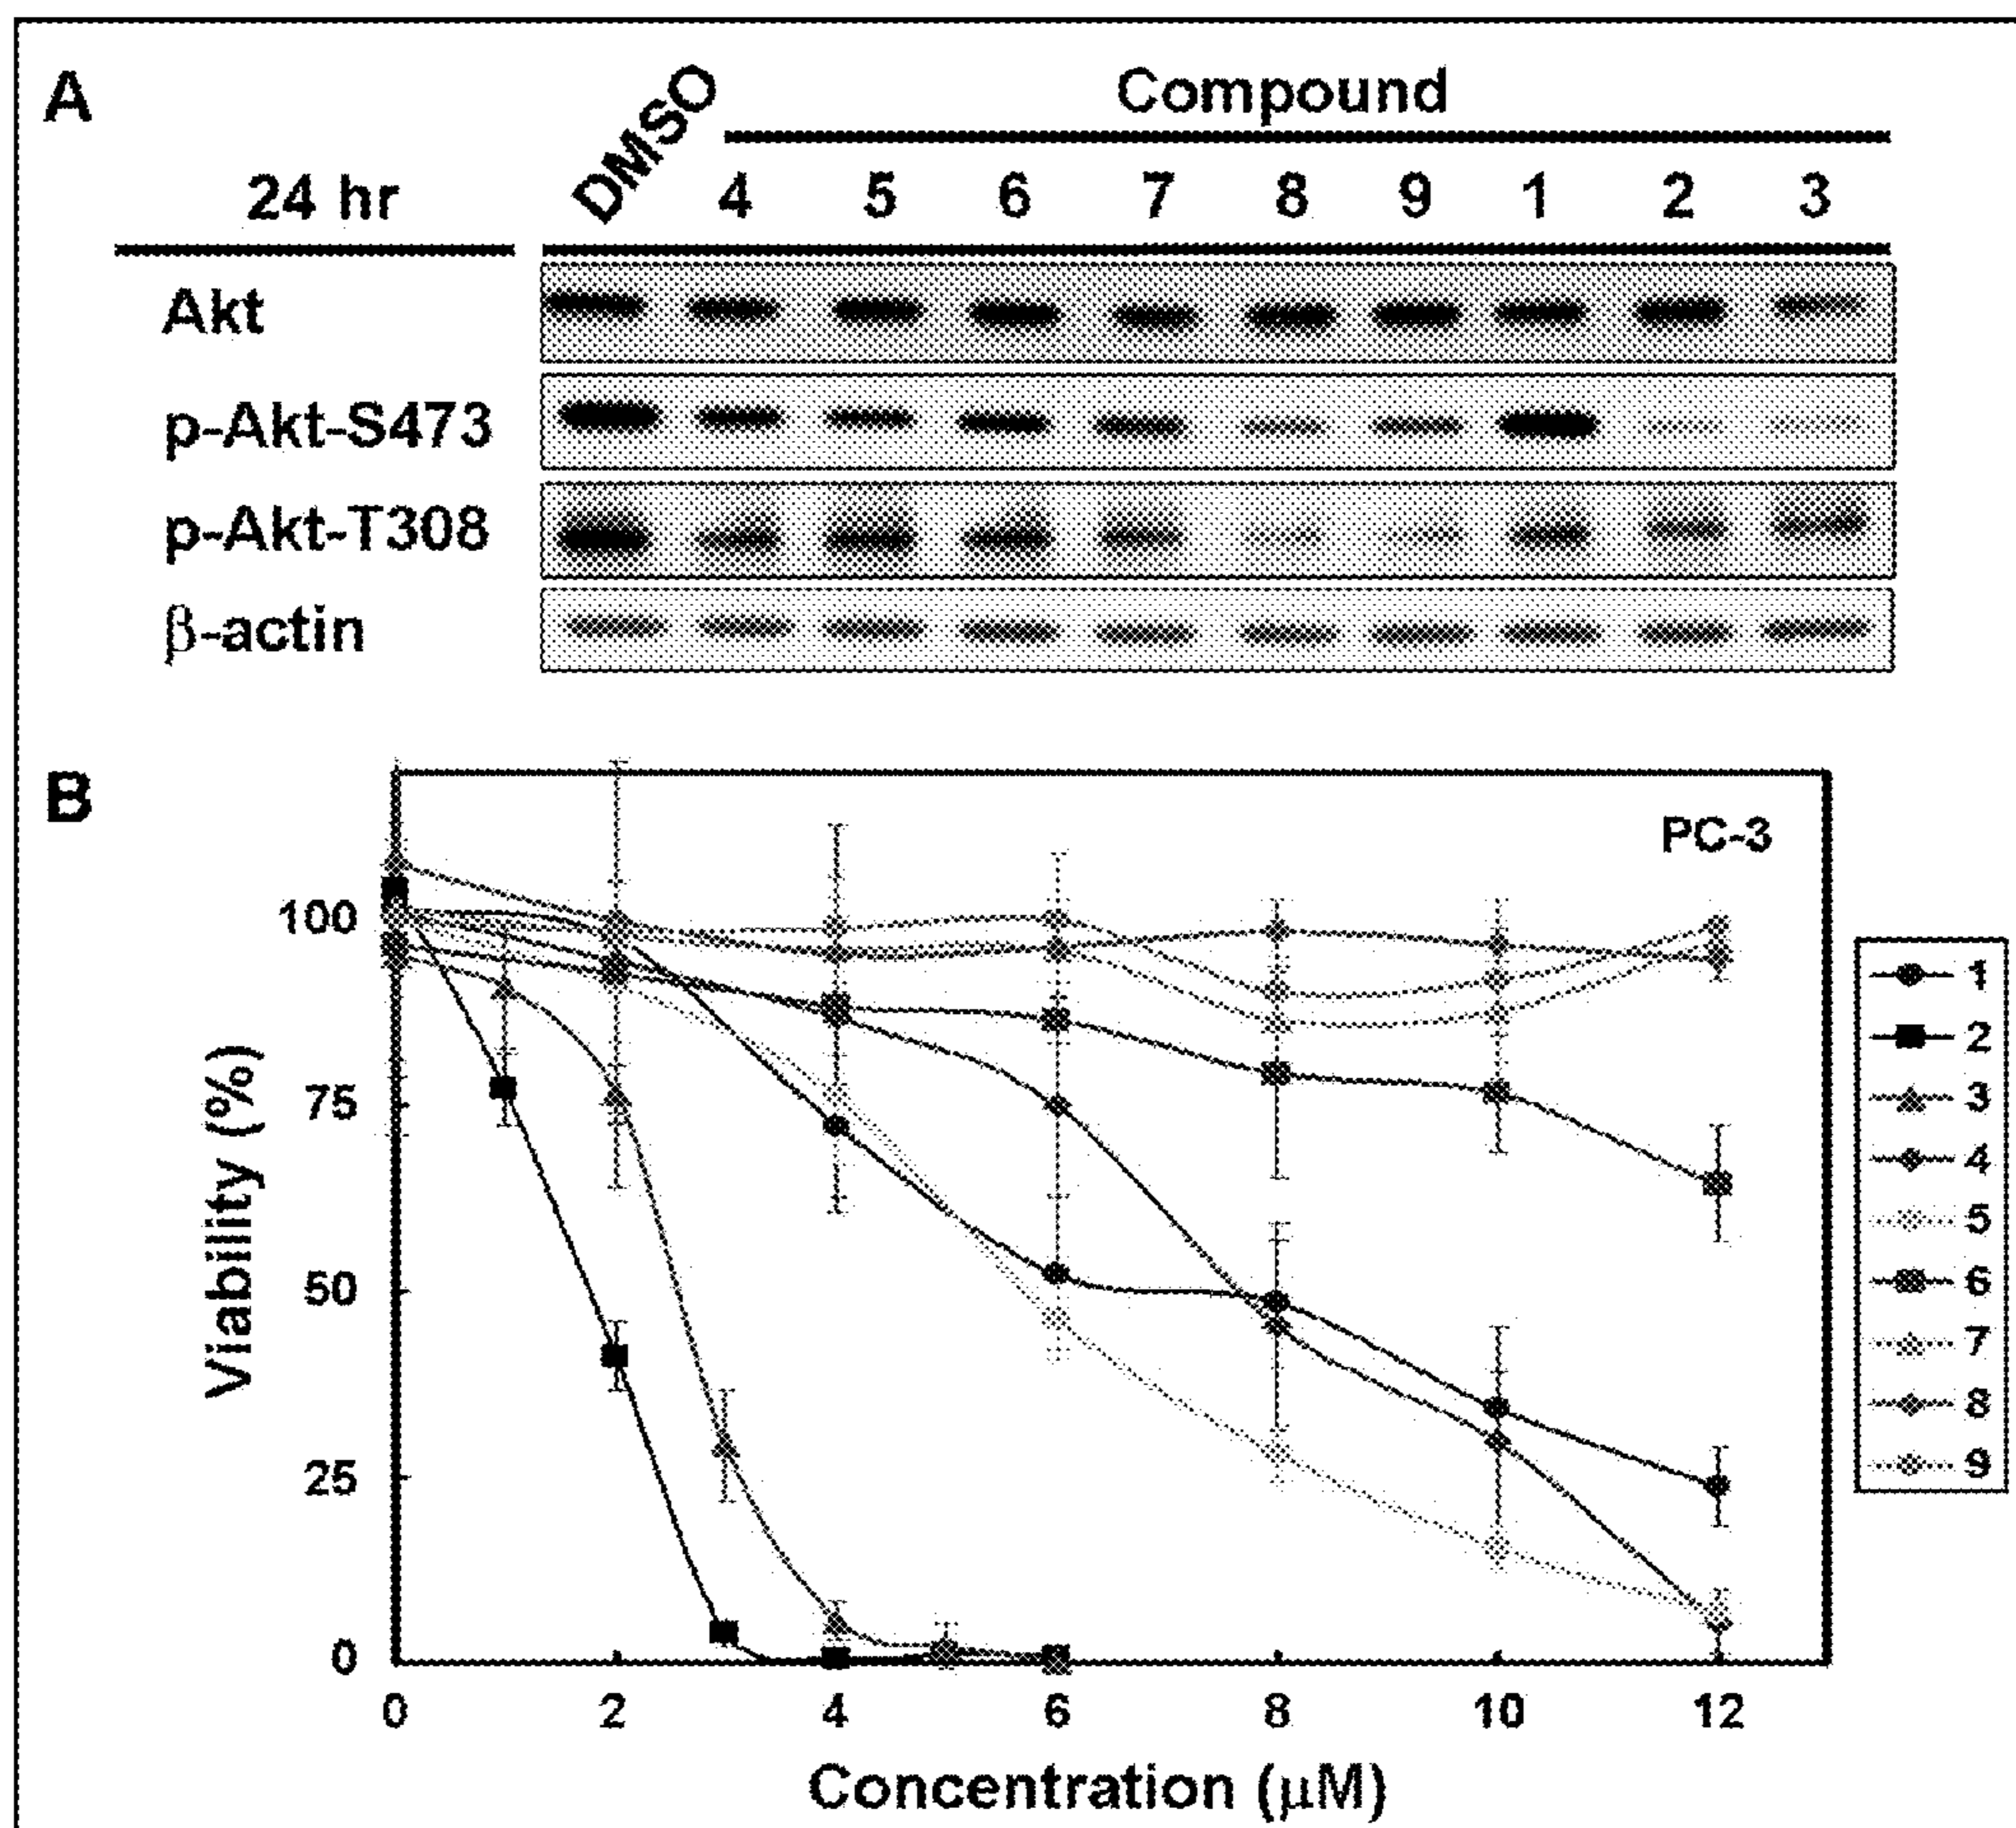 A
DMSO
Compound
24 hr
4 5 6 7 8 9 1 2 3
Akt
p-Akt-S473
p-Akt-T308
β-actin
B
PC-3
Viability (%)
100
75
50
25
0
0 2 4 6 8 10 12
Concentration (μM)
1
2
3
4
5
6
7
8
9